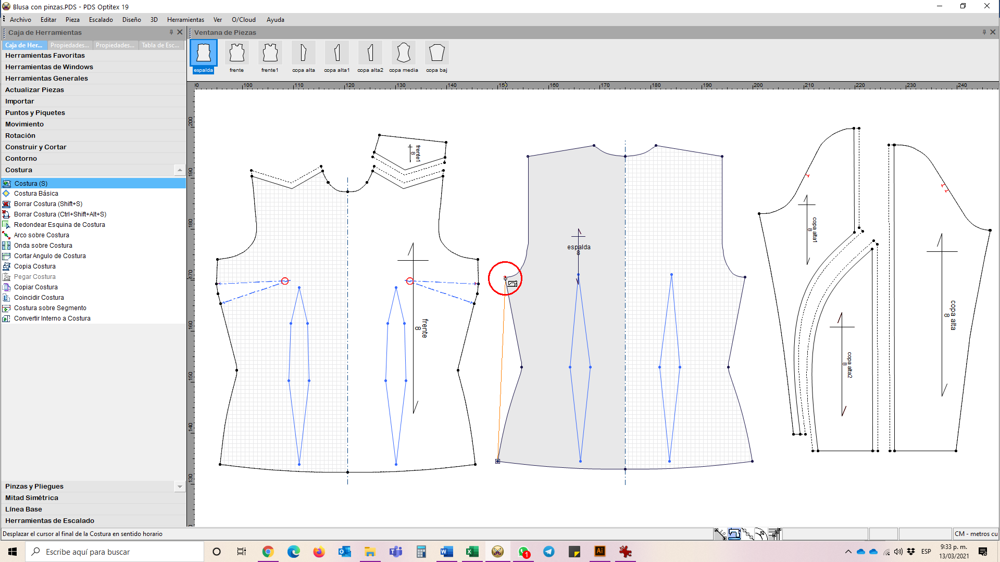 Blusa con pinzas.PDS - PDS Optitex 19
Archivo Editar Pieza Escalado Diseño 3D Herramientas Ver O/Cloud Ayuda
Caja de Herramientas
Ventana de Piezas
Caja de Her... Propiedades... Propiedades... Tabla de Esc...
Herramientas Favoritas
Herramientas de Windows
Herramientas Generales
Actualizar Piezas
Importar
Puntos y Piquetes
Movimiento
Rotación
Construir y Cortar
Contorno
Costura
Costura (S)
Costura Básica
Borrar Costura (Shift+S)
Borrar Costura (Ctrl+Shift+Alt+S)
Redondear Esquina de Costura
Arco sobre Costura
Onda sobre Costura
Cortar Angulo de Costura
Copia Costura
Pegar Costura
Copiar Costura
Coincidir Costura
Costura sobre Segmento
Convertir Interno a Costura
Pinzas y Pliegues
Mitad Simétrica
Línea Base
Herramientas de Escalado
espalda frente frente1 copa alta copa alta1 copa alta2 copa media copa baj
100 110 120 130 140 150 160 170 180 190 200 210 220 230 240
200
190
180
170
160
150
140
130
frente1
8
frente
8
espalda
8
copa alta1
8
copa alta2
8
copa alta
8
Desplazar el cursor al final de la Costura en sentido horario
CM - metros cu
Escribe aquí para buscar
1
ESP
9:33 p. m.
13/03/2021